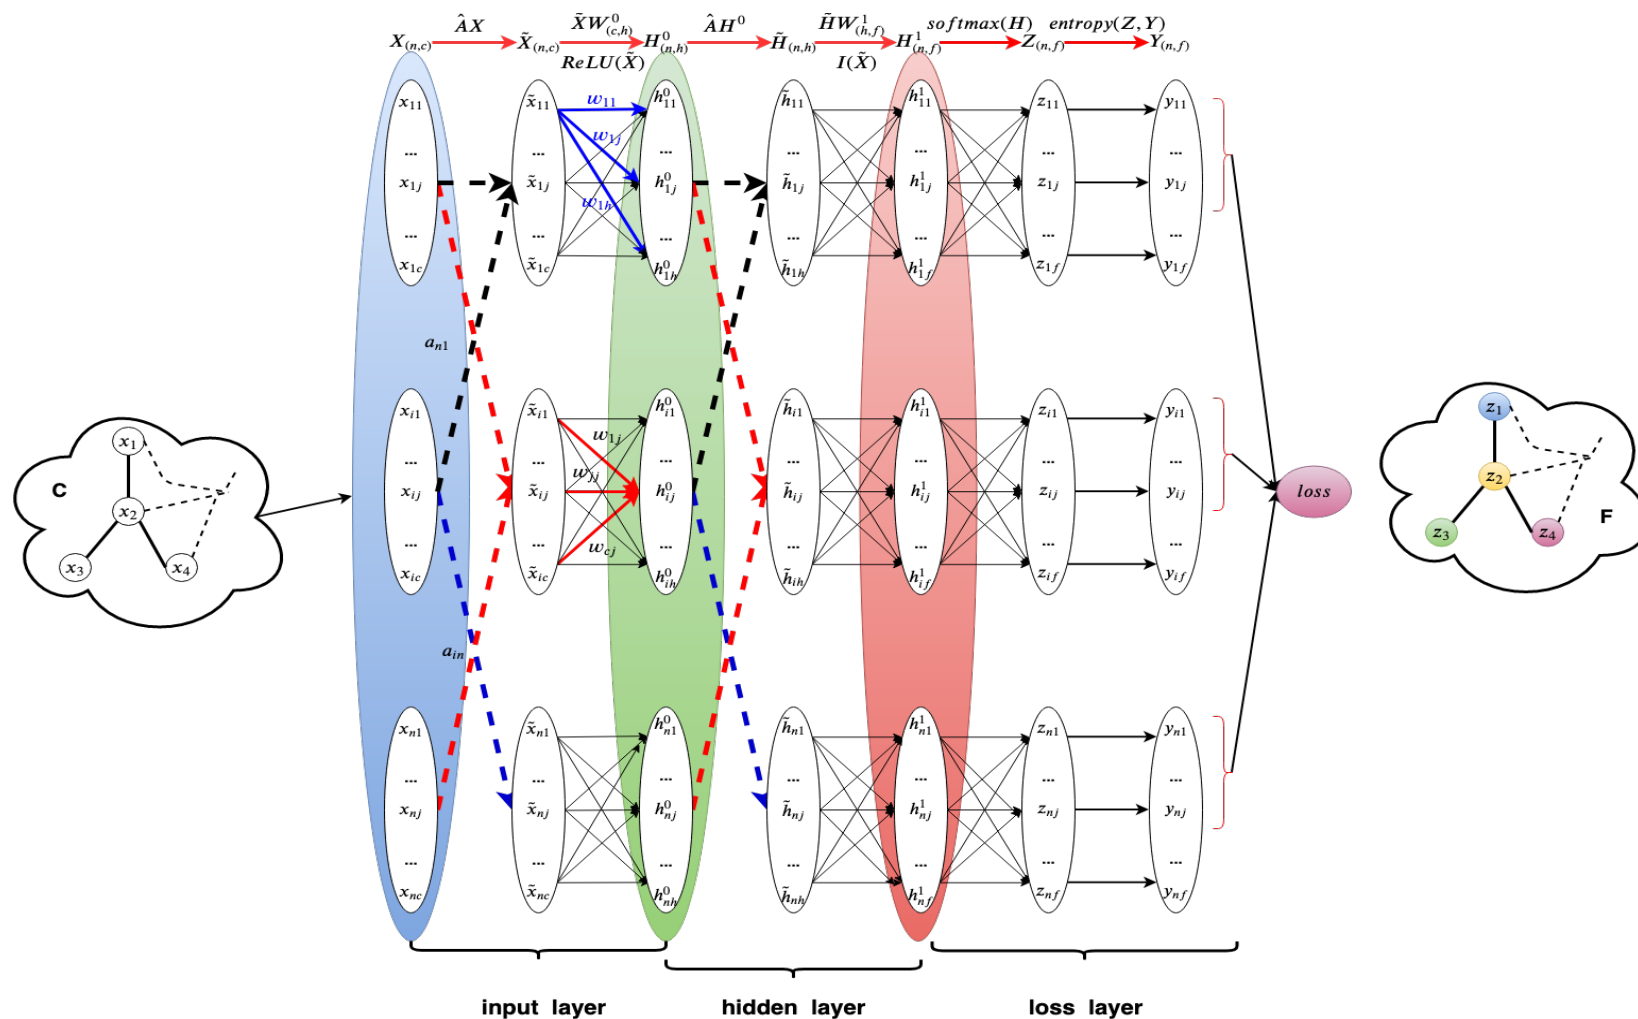 ÂX X̃W⁰₍c,h₎ ÂH⁰ H̃W¹₍h,f₎ softmax(H) entropy(Z,Y)
X₍n,c₎ X̃₍n,c₎ H⁰₍n,h₎ H̃₍n,h₎ H¹₍n,f₎ Z₍n,f₎ Y₍n,f₎
ReLU(X̃) I(X̃)
x₁₁ x̃₁₁ w₁₁ h⁰₁₁ h̃₁₁ h¹₁₁ z₁₁ y₁₁
w₁ⱼ
... ... ... ... ... ... ...
x₁ⱼ x̃₁ⱼ h⁰₁ⱼ h̃₁ⱼ h¹₁ⱼ z₁ⱼ y₁ⱼ
w₁ₕ
... ... ... ... ... ... ...
x₁c x̃₁c h⁰₁ₕ h̃₁ₕ h¹₁f z₁f y₁f
aₙ₁
xᵢ₁ x̃ᵢ₁ h⁰ᵢ₁ h̃ᵢ₁ h¹ᵢ₁ zᵢ₁ yᵢ₁
w₁ⱼ
... ... ... ... ... ... ...
wⱼⱼ
xᵢⱼ x̃ᵢⱼ h⁰ᵢⱼ h̃ᵢⱼ h¹ᵢⱼ zᵢⱼ yᵢⱼ loss
... ... ... ... ... ... ...
wcⱼ
xᵢc x̃ᵢc h⁰ᵢₕ h̃ᵢₕ h¹ᵢf zᵢf yᵢf
aᵢₙ
xₙ₁ x̃ₙ₁ h⁰ₙ₁ h̃ₙ₁ h¹ₙ₁ zₙ₁ yₙ₁
... ... ... ... ... ... ...
xₙⱼ x̃ₙⱼ h⁰ₙⱼ h̃ₙⱼ h¹ₙⱼ zₙⱼ yₙⱼ
... ... ... ... ... ... ...
xₙc x̃ₙc h⁰ₙₕ h̃ₙₕ h¹ₙf zₙf yₙf
C
x₁
x₂
x₃ x₄
z₁
z₂
F
z₃ z₄
input layer hidden layer loss layer